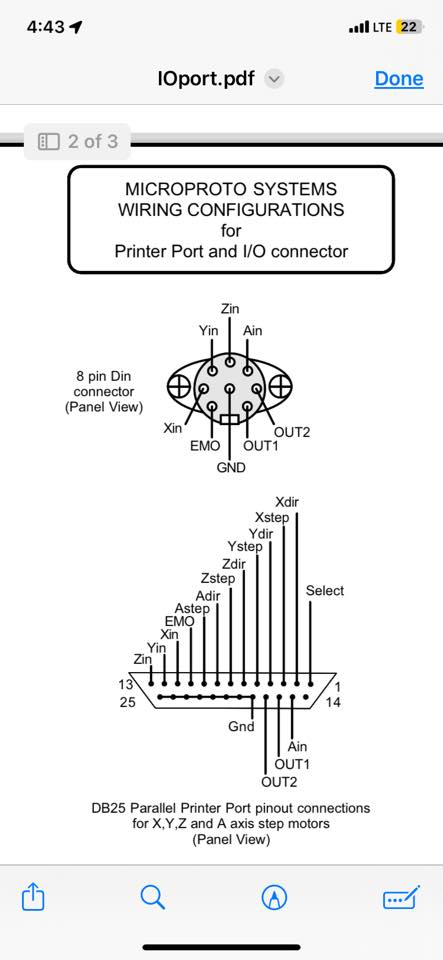 4:43
LTE 22
IOport.pdf
Done
2 of 3
MICROPROTO SYSTEMS
WIRING CONFIGURATIONS
for
Printer Port and I/O connector
Zin
Yin Ain
8 pin Din
connector
(Panel View)
Xin
OUT2
EMO OUT1
GND
Xdir
Xstep
Ydir
Ystep
Zdir
Zstep
Select
Adir
Astep
EMO
Xin
Yin
Zin
13 1
25 14
Gnd
Ain
OUT1
OUT2
DB25 Parallel Printer Port pinout connections
for X,Y,Z and A axis step motors
(Panel View)